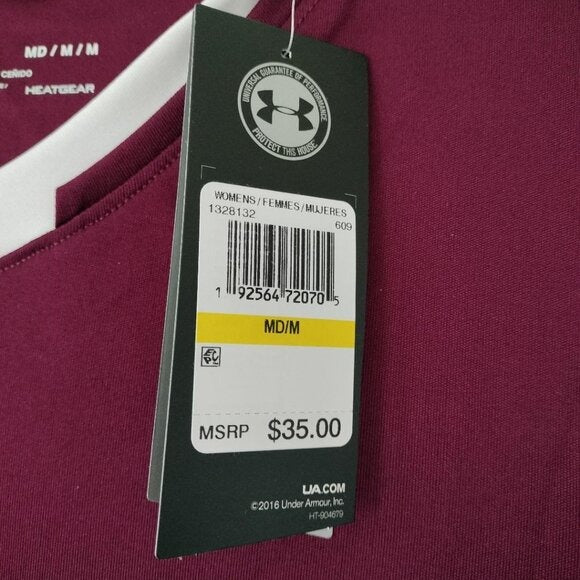 MD / M / M
CEÑIDO
HEATGEAR
UNIVERSAL GUARANTEE OF PERFORMANCE
PROTECT THIS HOUSE
WOMENS/FEMMES/MUJERES
1328132
609
1 92564 72070 5
MD/M
MSRP $35.00
UA.COM
©2016 Under Armour, Inc.
HT-904679